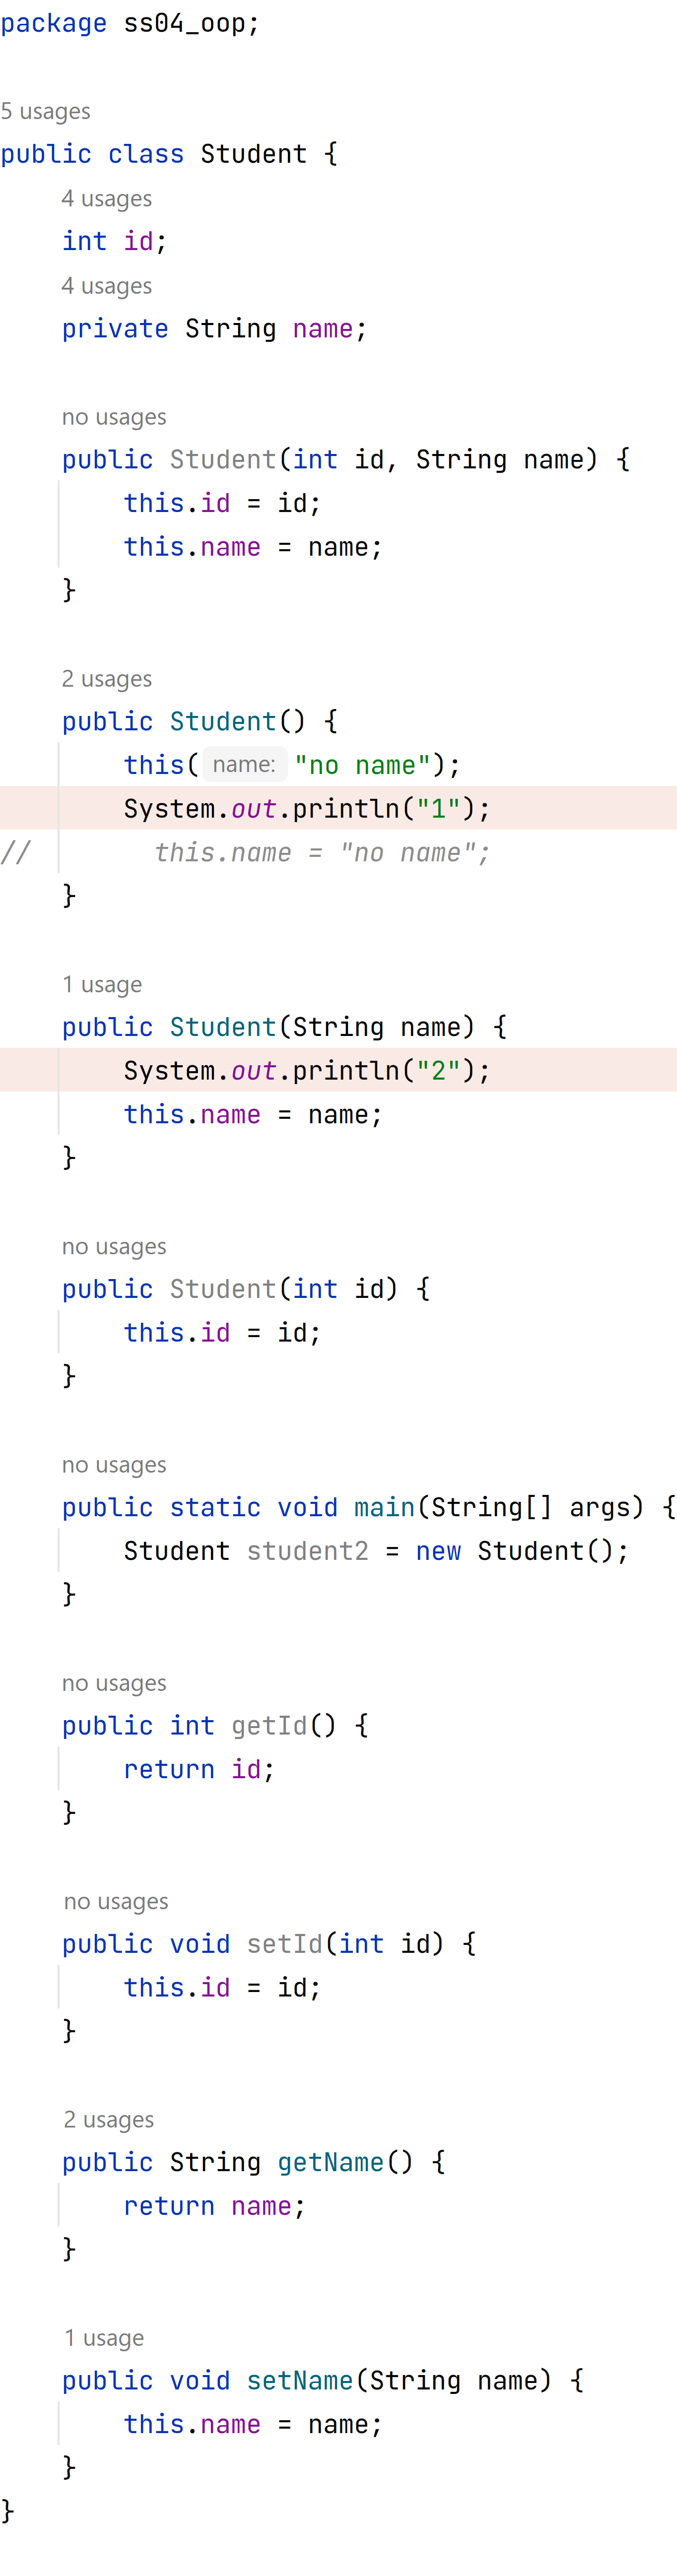 package ss04_oop;
5 usages
public class Student {
4 usages
int id;
4 usages
private String name;
no usages
public Student(int id, String name) {
this.id = id;
this.name = name;
}
2 usages
public Student() {
this( name: "no name");
System.out.println("1");
// this.name = "no name";
}
1 usage
public Student(String name) {
System.out.println("2");
this.name = name;
}
no usages
public Student(int id) {
this.id = id;
}
no usages
public static void main(String[] args) {
Student student2 = new Student();
}
no usages
public int getId() {
return id;
}
no usages
public void setId(int id) {
this.id = id;
}
2 usages
public String getName() {
return name;
}
1 usage
public void setName(String name) {
this.name = name;
}
}